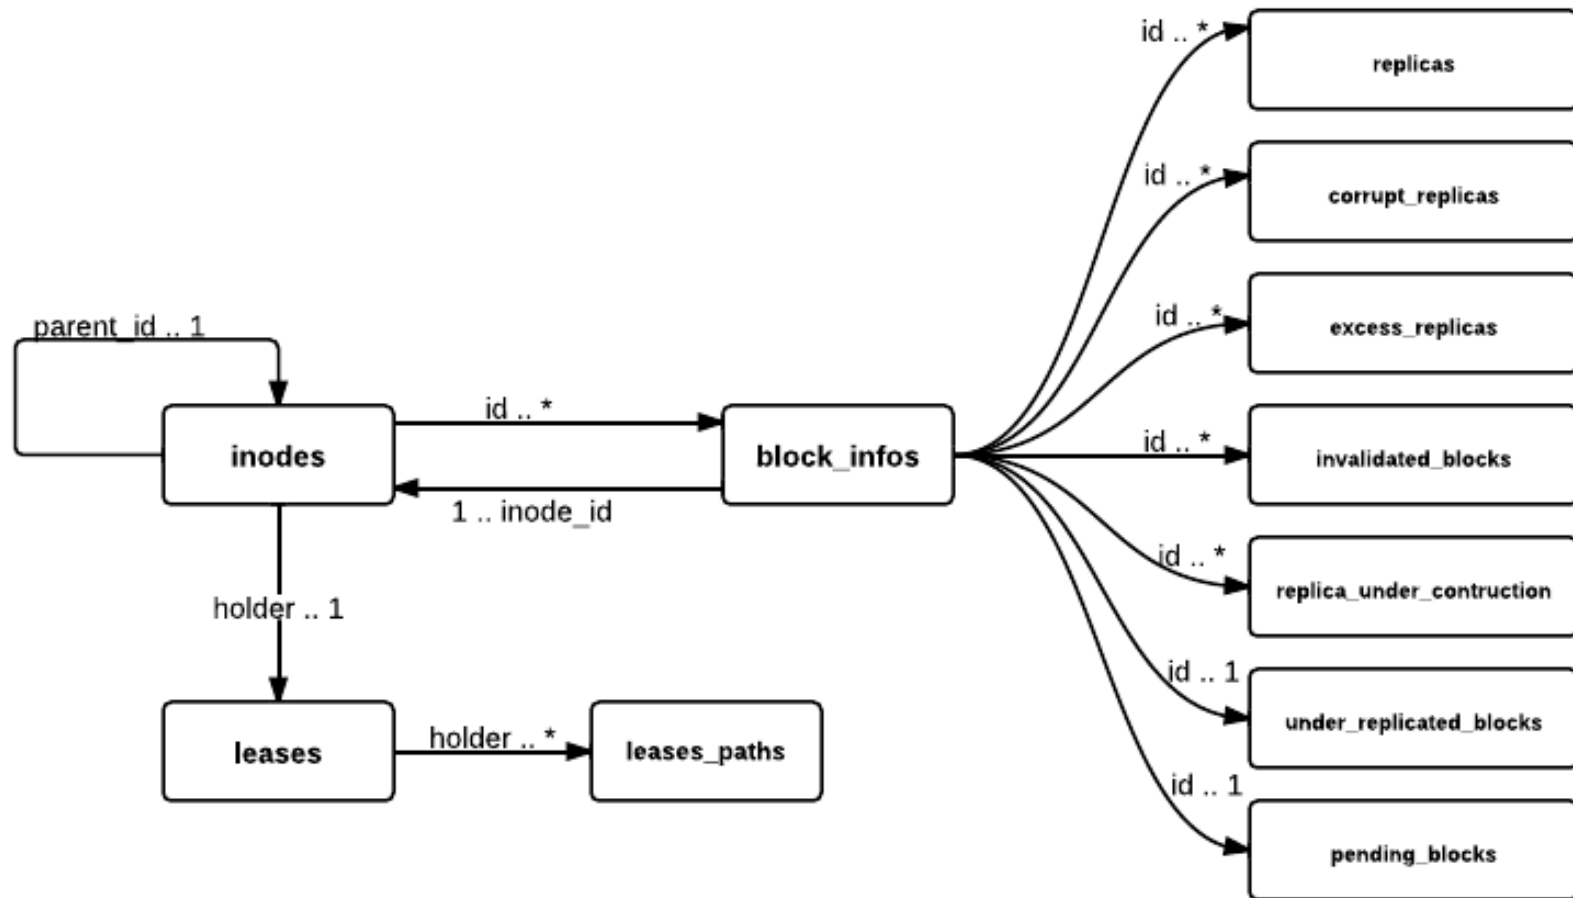 id .. *
replicas
id .. *
corrupt_replicas
id .. *
excess_replicas
parent_id .. 1
inodes
id .. *
1 .. inode_id
block_infos
id .. *
invalidated_blocks
id .. *
replica_under_contruction
holder .. 1
id .. 1
under_replicated_blocks
leases
holder .. *
leases_paths
id .. 1
pending_blocks